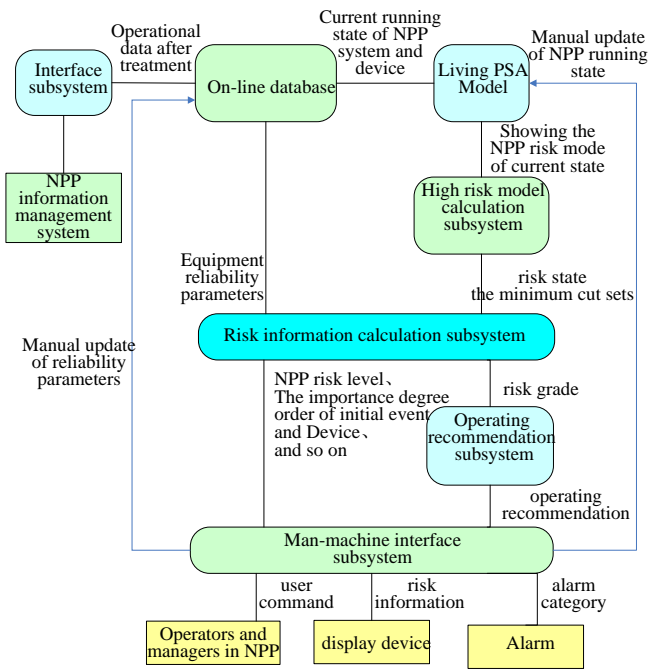 Operational
data after
treatment
Current running
state of NPP
system and
device
Manual update
of NPP running
state
Interface
subsystem
On-line database
Living PSA
Model
Showing the
NPP risk mode
of current state
NPP
information
management
system
High risk model
calculation
subsystem
Equipment
reliability
parameters
risk state
the minimum cut sets
Risk information calculation subsystem
Manual update
of reliability
parameters
NPP risk level、
The importance degree
order of initial event
and Device、
and so on
risk grade
Operating
recommendation
subsystem
operating
recommendation
Man-machine interface
subsystem
user
command
risk
information
alarm
category
Operators and
managers in NPP
display device
Alarm